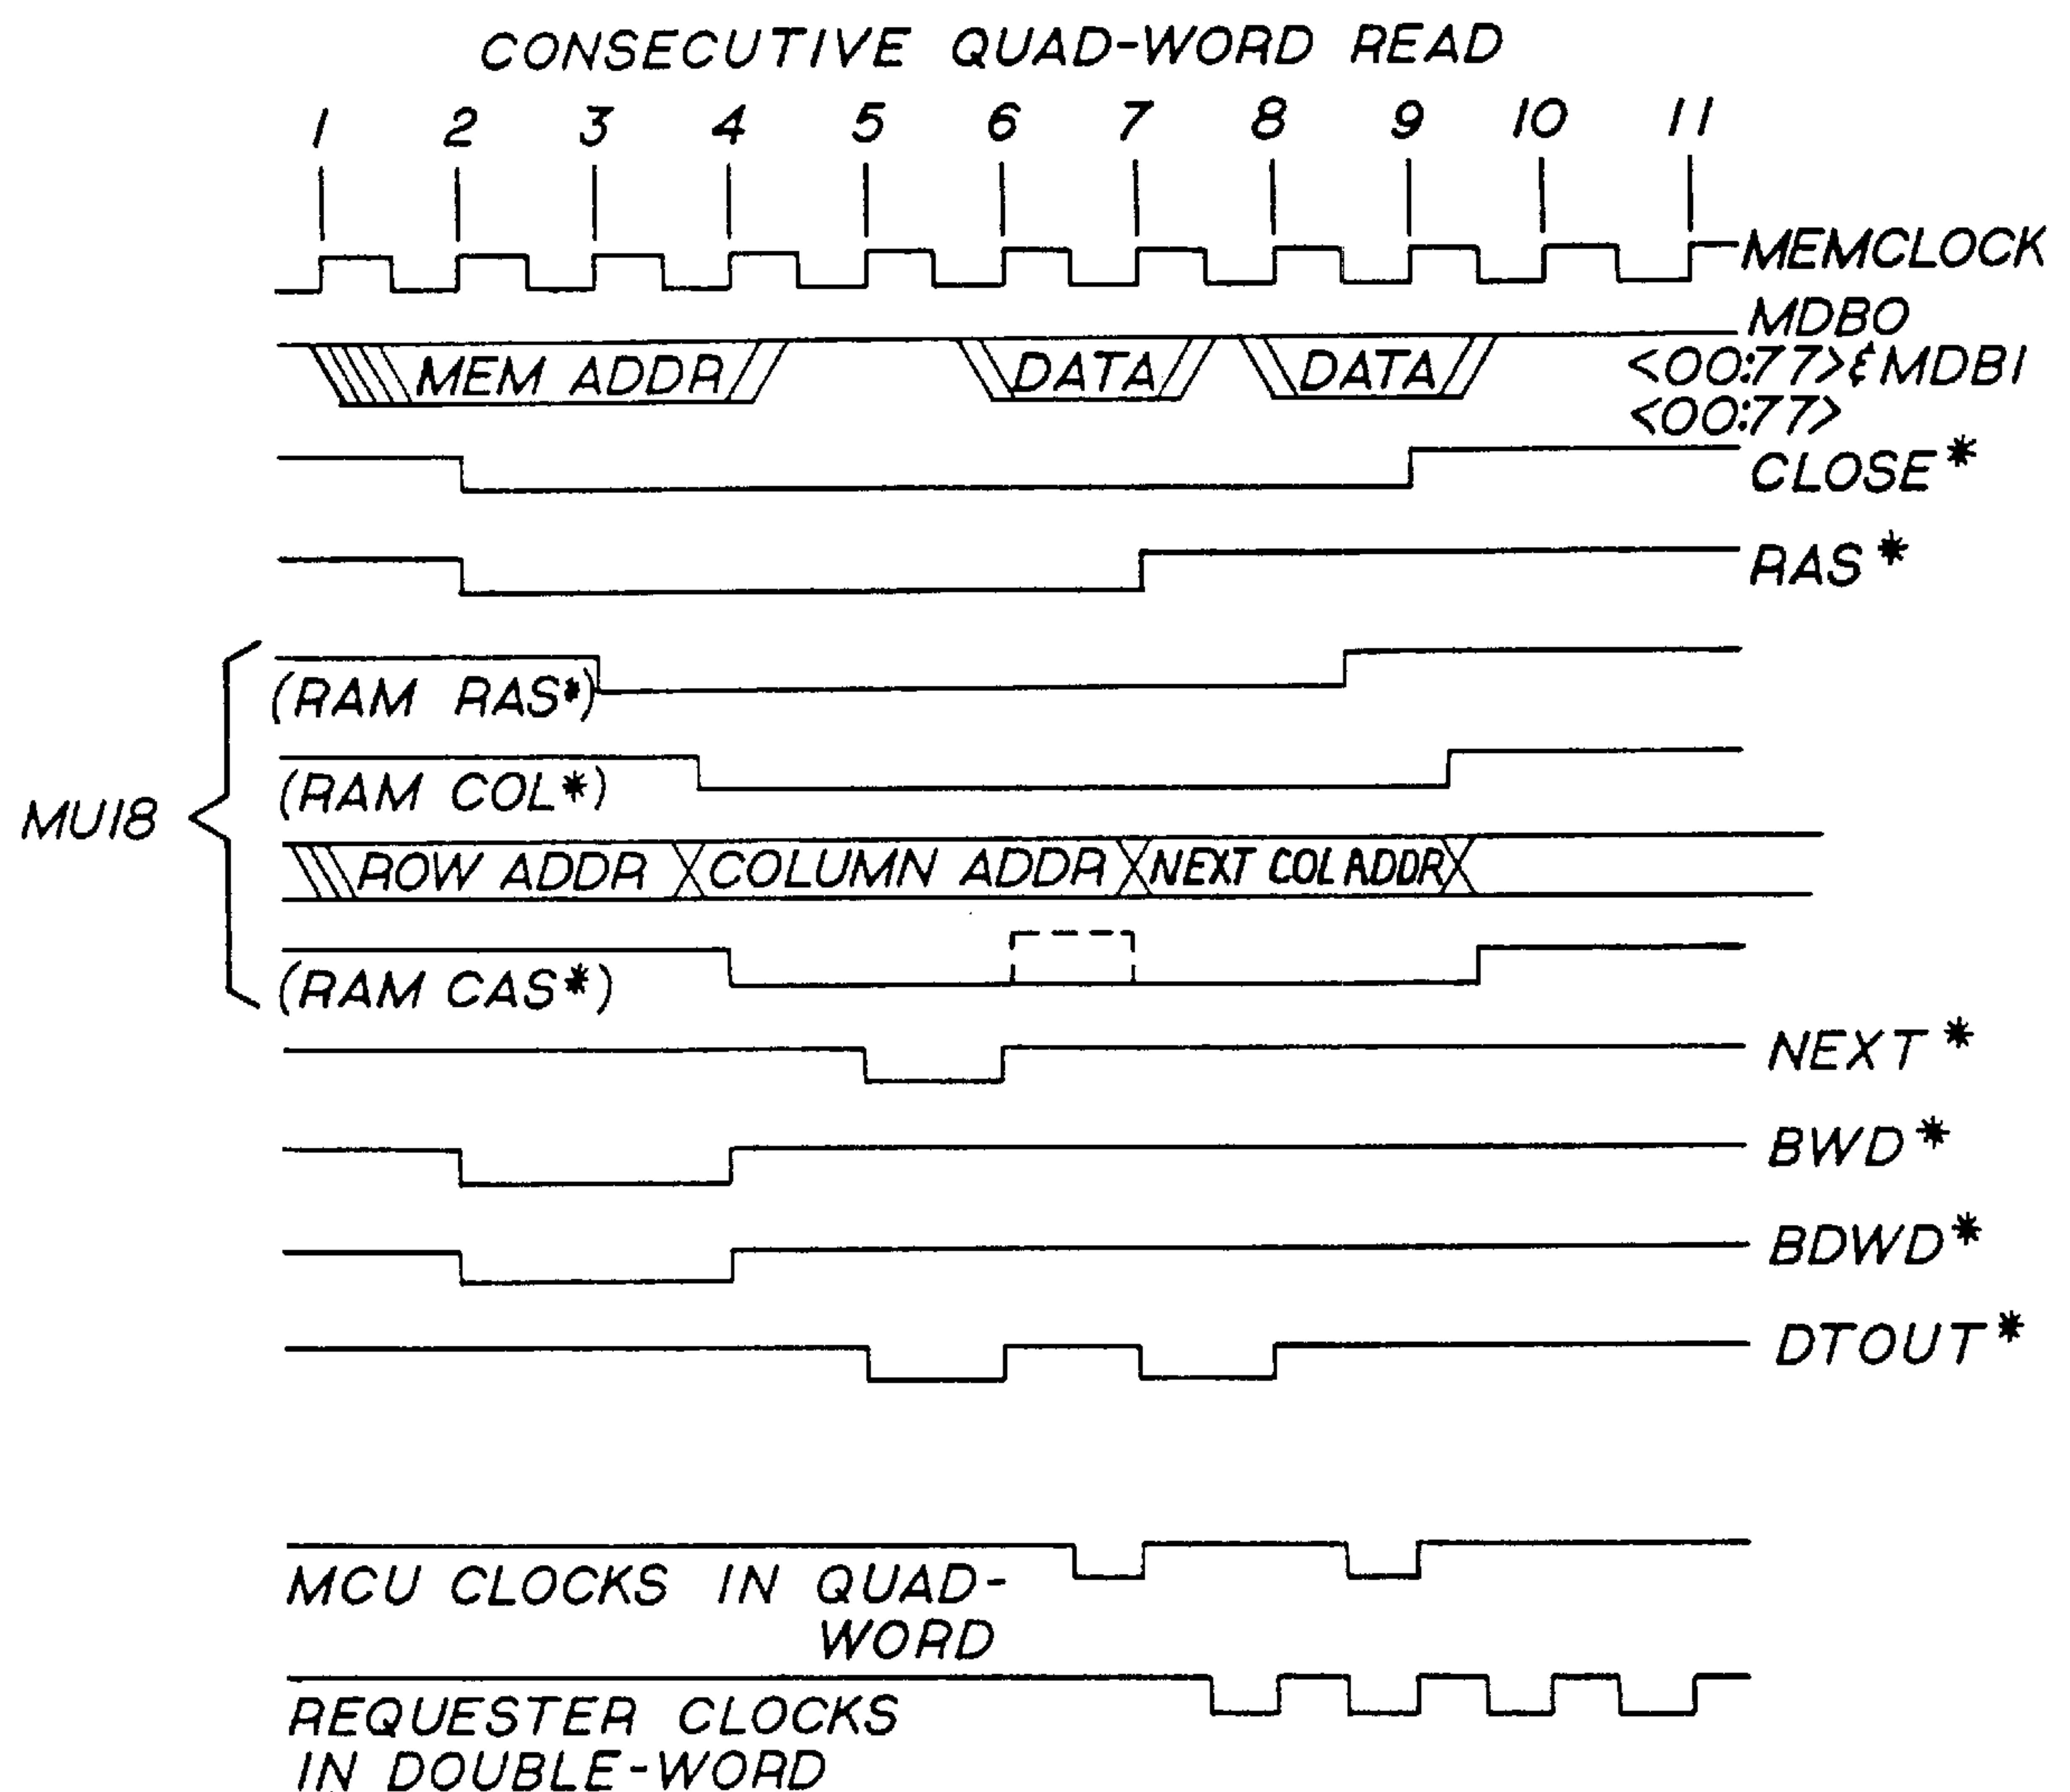 CONSECUTIVE QUAD-WORD READ
1 2 3 4 5 6 7 8 9 10 11
MEMCLOCK
MDBO
MEM ADDR DATA DATA <00:77>&MDBI
<00:77>
CLOSE*
RAS*
(RAM RAS*)
(RAM COL*)
MU18
ROW ADDR COLUMN ADDR NEXT COL ADDR
(RAM CAS*)
NEXT*
BWD*
BDWD*
DTOUT*
MCU CLOCKS IN QUAD-
WORD
REQUESTER CLOCKS
IN DOUBLE-WORD